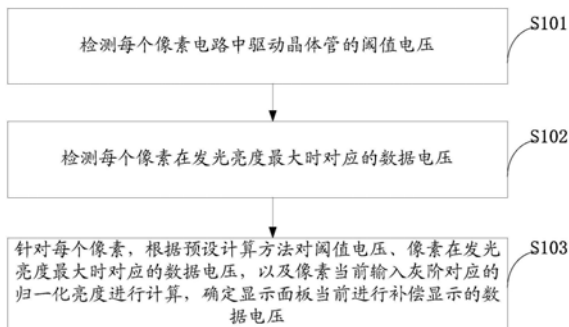 检测每个像素电路中驱动晶体管的阈值电压
S101
检测每个像素在发光亮度最大时对应的数据电压
S102
针对每个像素，根据预设计算方法对阈值电压、像素在发光
亮度最大时对应的数据电压，以及像素当前输入灰阶对应的
归一化亮度进行计算，确定显示面板当前进行补偿显示的数
据电压
S103